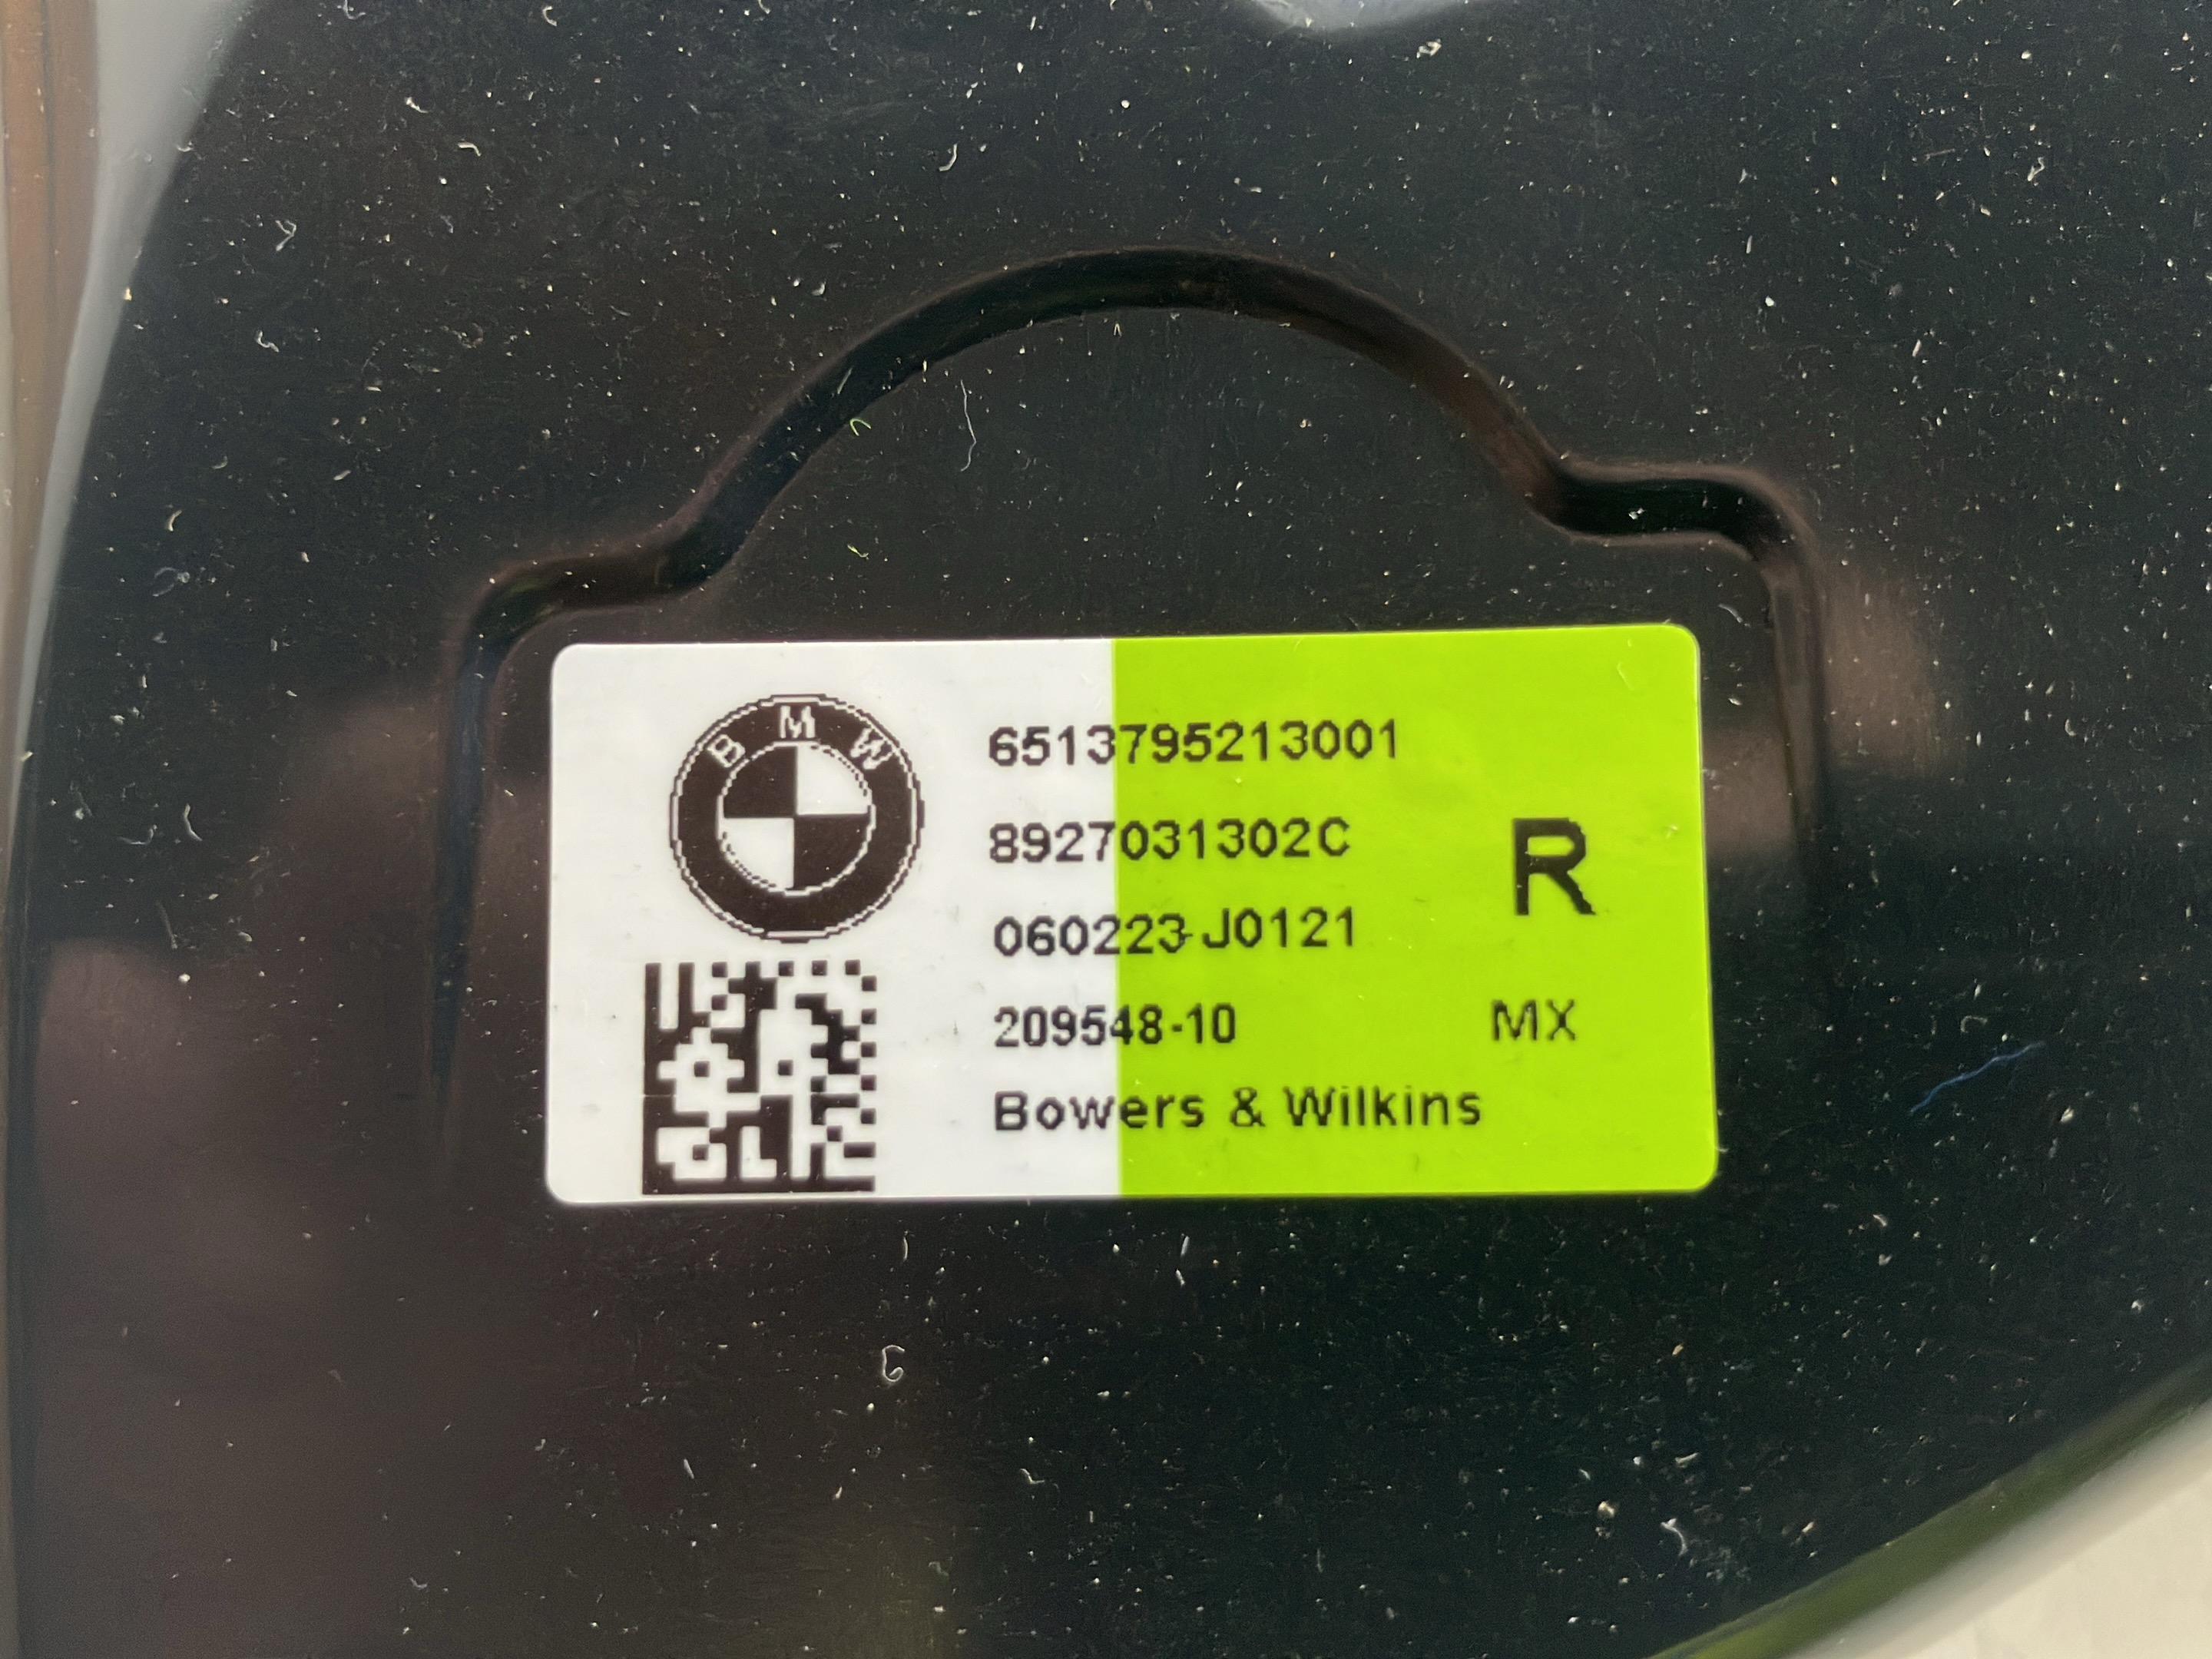 BMW
6513795213001
8927031302C
R
060223-J0121
209548-10
MX
Bowers & Wilkins